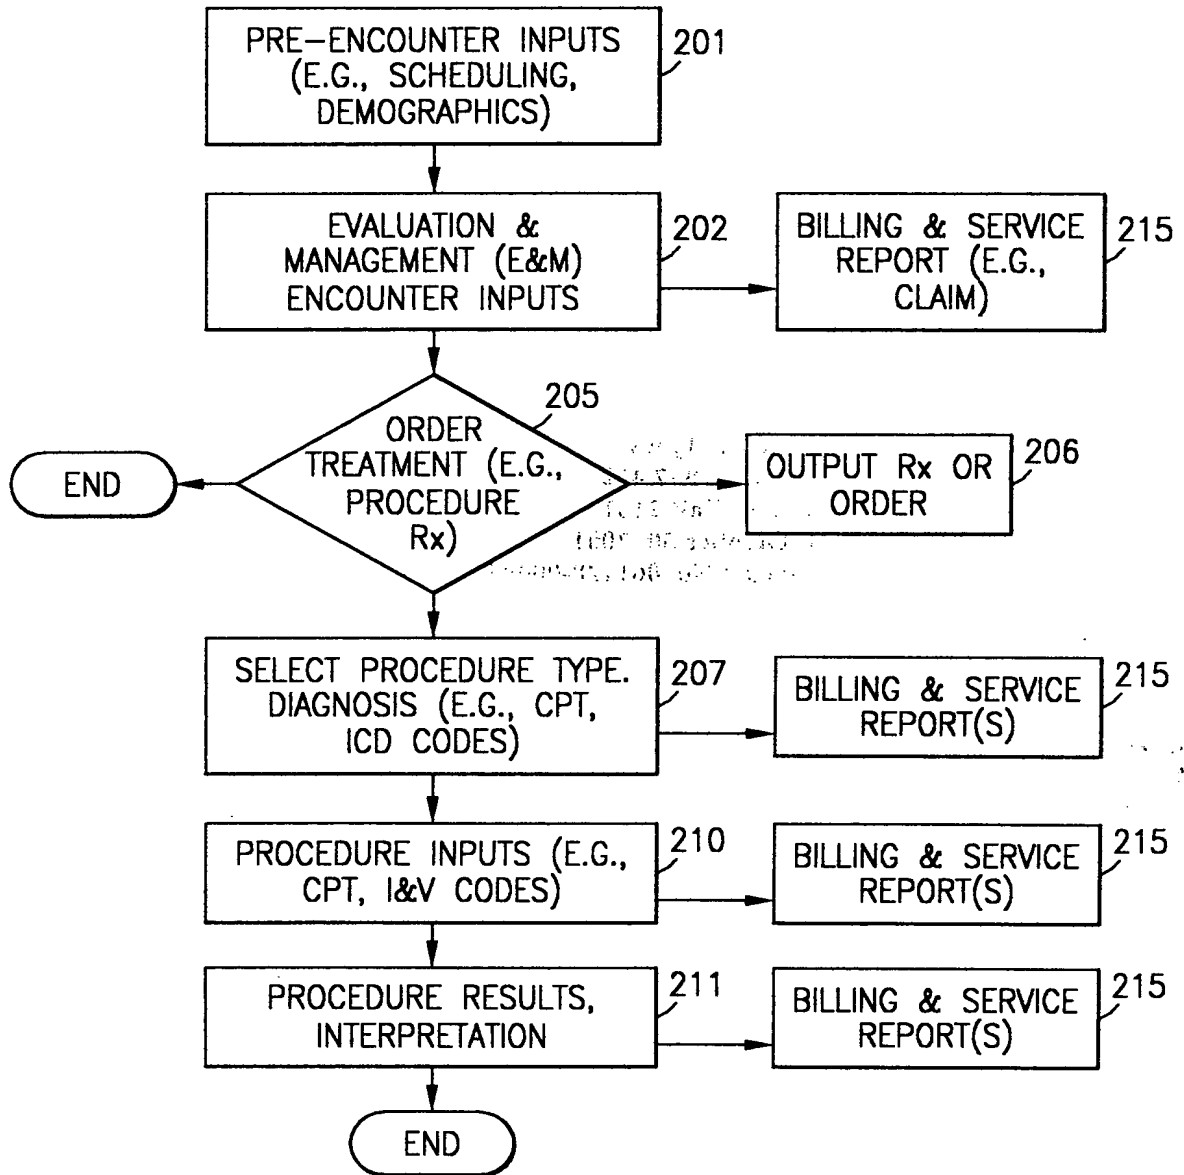 PRE-ENCOUNTER INPUTS
(E.G., SCHEDULING,
DEMOGRAPHICS)
201
EVALUATION &
MANAGEMENT (E&M)
ENCOUNTER INPUTS
202
BILLING & SERVICE
REPORT (E.G.,
CLAIM)
215
ORDER
TREATMENT (E.G.,
PROCEDURE
Rx)
205
END
OUTPUT Rx OR
ORDER
206
SELECT PROCEDURE TYPE.
DIAGNOSIS (E.G., CPT,
ICD CODES)
207
BILLING & SERVICE
REPORT(S)
215
PROCEDURE INPUTS (E.G.,
CPT, I&V CODES)
210
BILLING & SERVICE
REPORT(S)
215
PROCEDURE RESULTS,
INTERPRETATION
211
BILLING & SERVICE
REPORT(S)
215
END